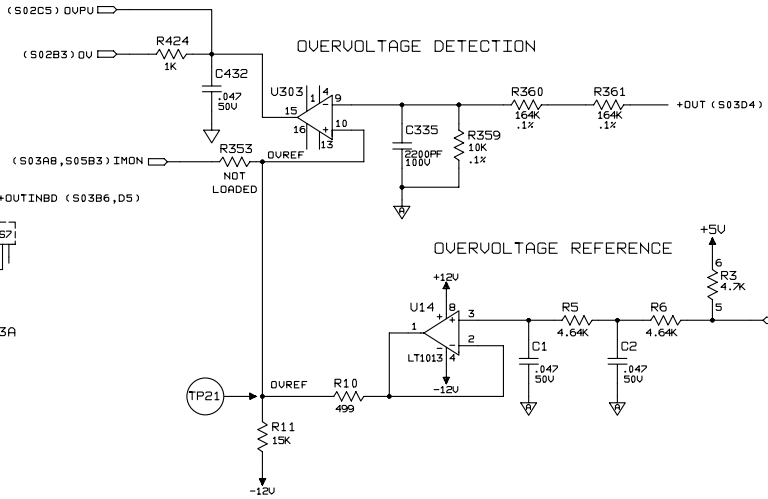 (S02C5) OVPU
(S02B3) OV
R424
1K
C432
.047
50V
OVERVOLTAGE DETECTION
U303
1
4
9
15
10
16
13
R360
164K
.1%
R361
164K
.1%
+OUT (S03D4)
C335
2200PF
100V
R359
10K
.1%
A
(S03A8,S05B3) IMON
R353
NOT
LOADED
OVREF
+OUTINBD (S03B6,D5)
S7
3A
OVERVOLTAGE REFERENCE
+5V
6
R3
4.7K
5
+12V
U14
8
3
1
2
LT1013
4
-12V
R5
4.64K
R6
4.64K
C1
.047
50V
C2
.047
50V
A
A
TP21
OVREF
R10
499
R11
15K
-12V